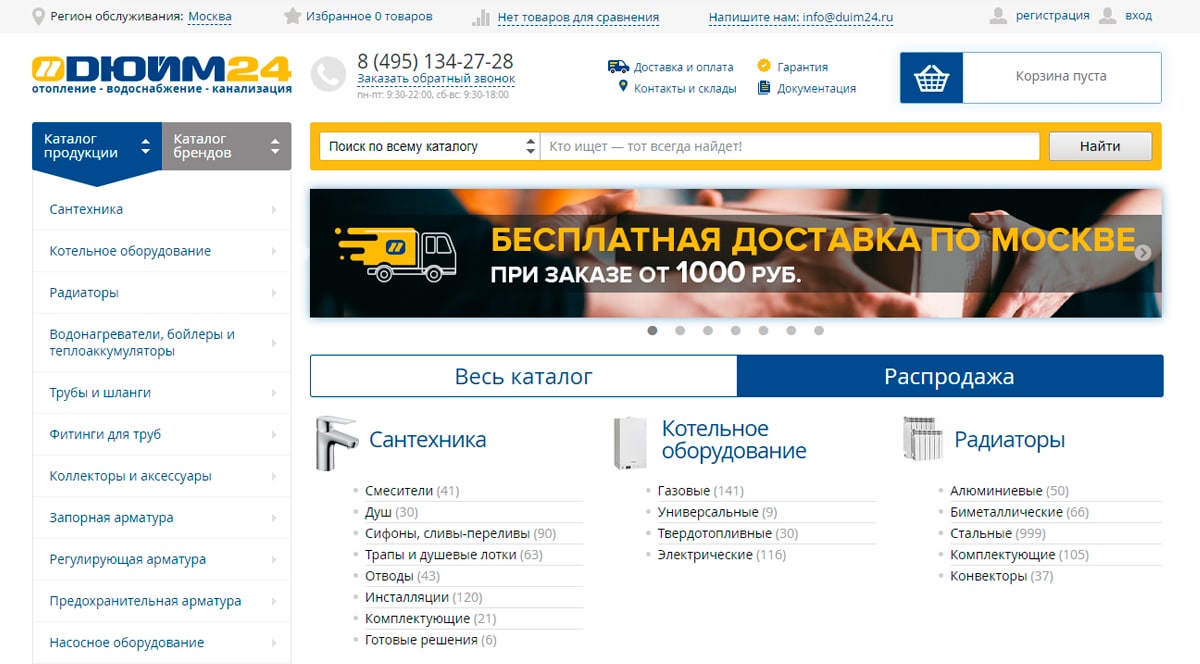 Регион обслуживания: Москва
Избранное 0 товаров
Нет товаров для сравнения
Напишите нам: info@duim24.ru
регистрация
вход
ДЮЙМ24
отопление - водоснабжение - канализация
8 (495) 134-27-28
Заказать обратный звонок
пн-пт: 9:30-22:00, сб-вс: 9:30-18:00
Доставка и оплата
Гарантия
Контакты и склады
Документация
Корзина пуста
Каталог
продукции
Каталог
брендов
Поиск по всему каталогу
Кто ищет — тот всегда найдет!
Найти
Сантехника
Котельное оборудование
Радиаторы
Водонагреватели, бойлеры и
теплоаккумуляторы
Трубы и шланги
Фитинги для труб
Коллекторы и аксессуары
Запорная арматура
Регулирующая арматура
Предохранительная арматура
Насосное оборудование
БЕСПЛАТНАЯ ДОСТАВКА ПО МОСКВЕ
ПРИ ЗАКАЗЕ ОТ 1000 РУБ.
Весь каталог
Распродажа
Сантехника
Смесители (41)
Душ (30)
Сифоны, сливы-переливы (90)
Трапы и душевые лотки (63)
Отводы (43)
Инсталляции (120)
Комплектующие (21)
Готовые решения (6)
Котельное
оборудование
Газовые (141)
Универсальные (9)
Твердотопливные (30)
Электрические (116)
Радиаторы
Алюминиевые (50)
Биметаллические (66)
Стальные (999)
Комплектующие (105)
Конвекторы (37)